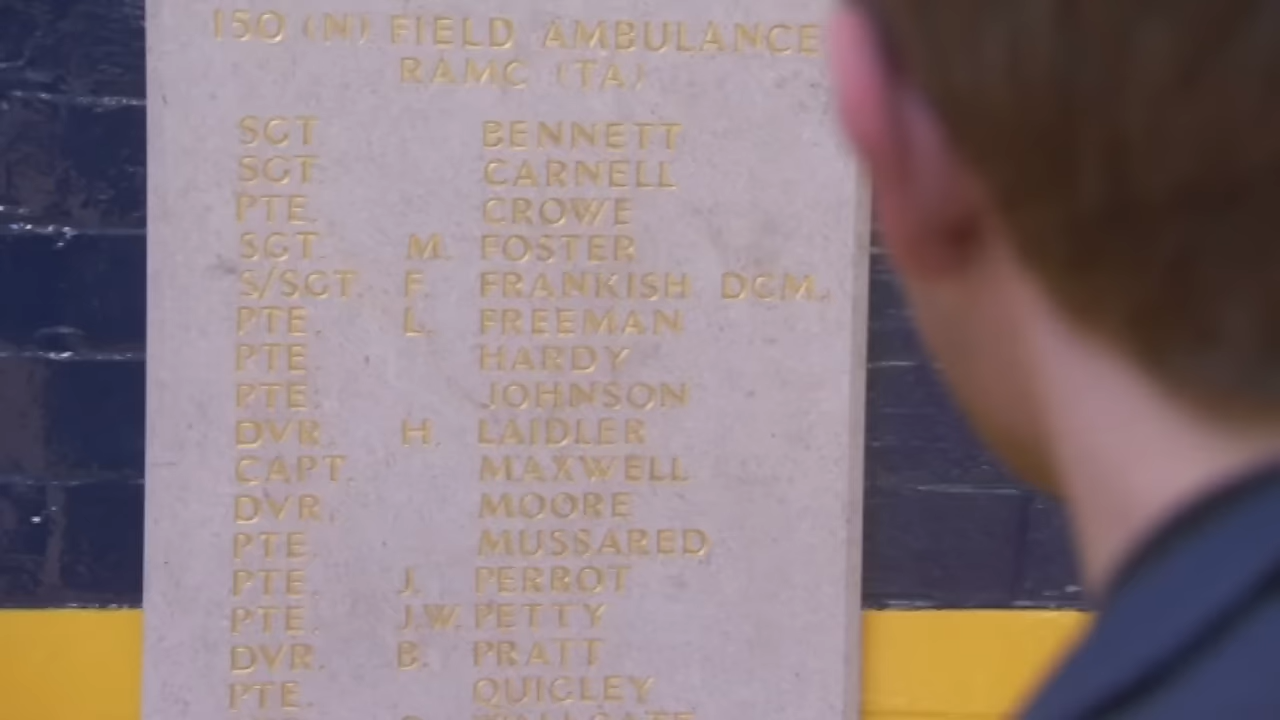 150 (N) FIELD AMBULANCE
RAMC (TA)
SGT BENNETT
SGT CARNELL
PTE. CROWE
SGT. M. FOSTER
S/SGT. F. FRANKISH DCM.
PTE. L. FREEMAN
PTE. HARDY
PTE. JOHNSON
DVR. H. LAIDLER
CAPT. MAXWELL
DVR. MOORE
PTE. MUSSARED
PTE. J. PERROT
PTE. J.W. PETTY
DVR. B. PRATT
PTE. QUIGLEY